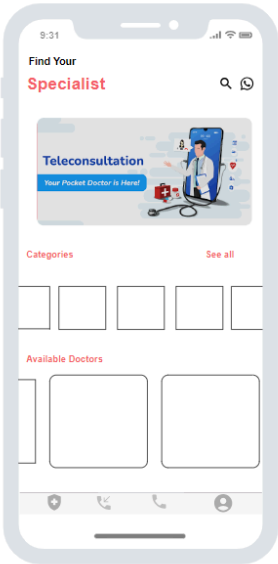 9:31
Find Your
Specialist
Teleconsultation
Your Pocket Doctor is Here!
Categories See all
Available Doctors